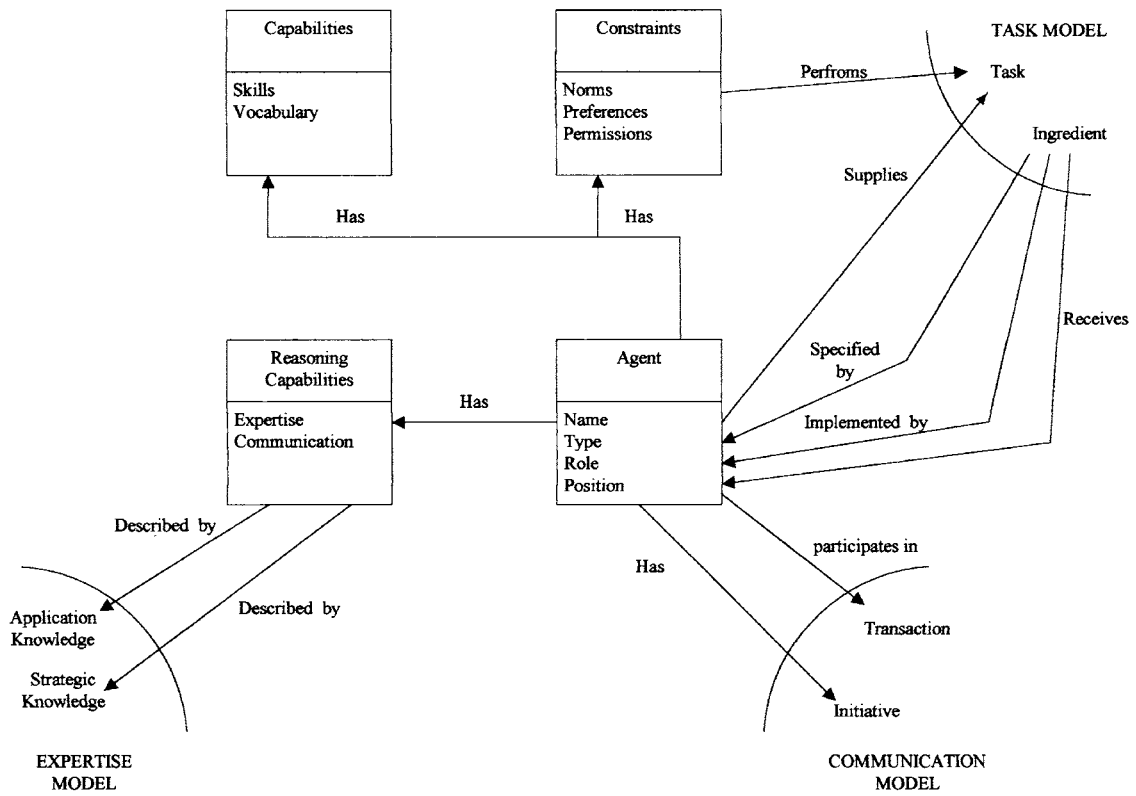 Capabilities
Skills
Vocabulary
Constraints
Norms
Preferences
Permissions
Perfroms
TASK MODEL
Task
Ingredient
Supplies
Has
Has
Receives
Specified
by
Implemented by
Reasoning
Capabilities
Expertise
Communication
Has
Agent
Name
Type
Role
Position
Described by
Described by
Has
participates in
Application
Knowledge
Strategic
Knowledge
EXPERTISE
MODEL
Transaction
Initiative
COMMUNICATION
MODEL